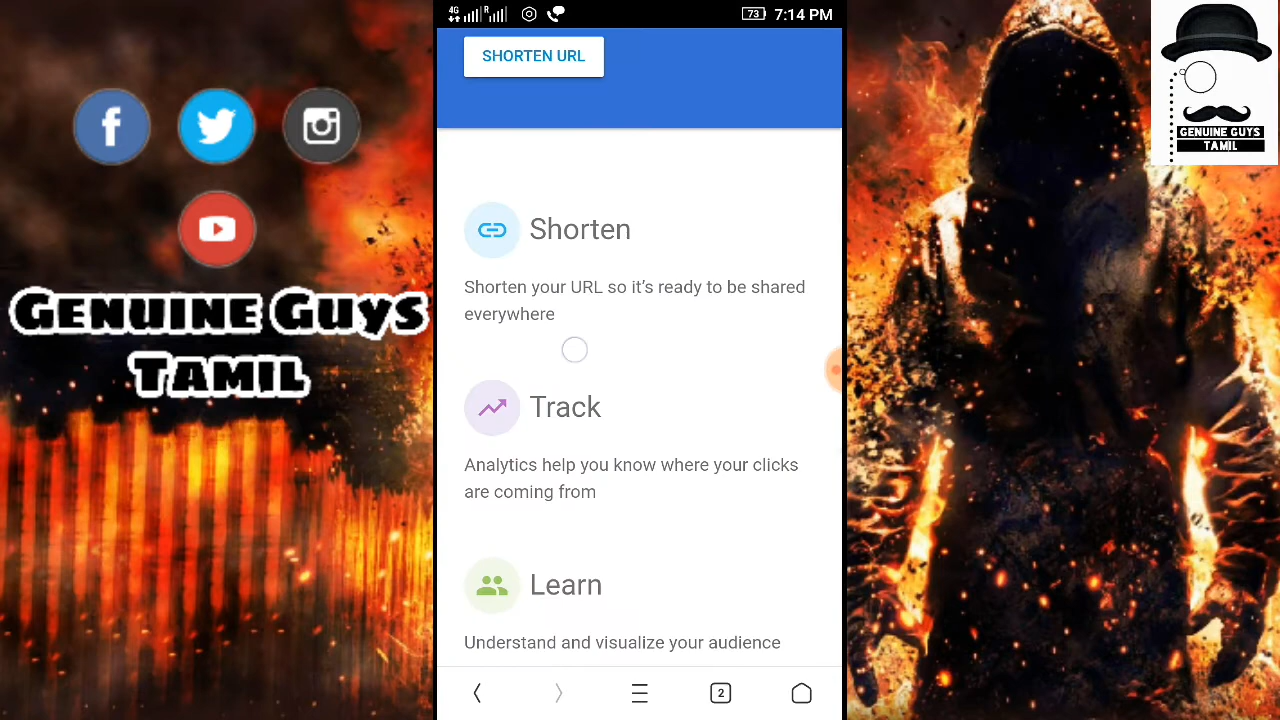 4G
R
73
7:14 PM
SHORTEN URL
GENUINE GUYS
TAMIL
f
GENUINE GUYS
TAMIL
Shorten
Shorten your URL so it’s ready to be shared
everywhere
Track
Analytics help you know where your clicks
are coming from
Learn
Understand and visualize your audience
2